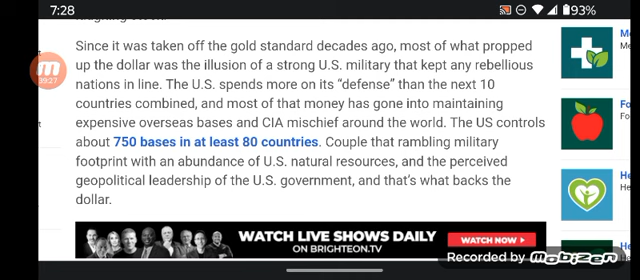 7:28
93%
39:27
Since it was taken off the gold standard decades ago, most of what propped
up the dollar was the illusion of a strong U.S. military that kept any rebellious
nations in line. The U.S. spends more on its “defense” than the next 10
countries combined, and most of that money has gone into maintaining
expensive overseas bases and CIA mischief around the world. The US controls
about 750 bases in at least 80 countries. Couple that rambling military
footprint with an abundance of U.S. natural resources, and the perceived
geopolitical leadership of the U.S. government, and that's what backs the
dollar.
WATCH LIVE SHOWS DAILY
ON BRIGHTEON.TV
WATCH NOW
Recorded by Mobizen